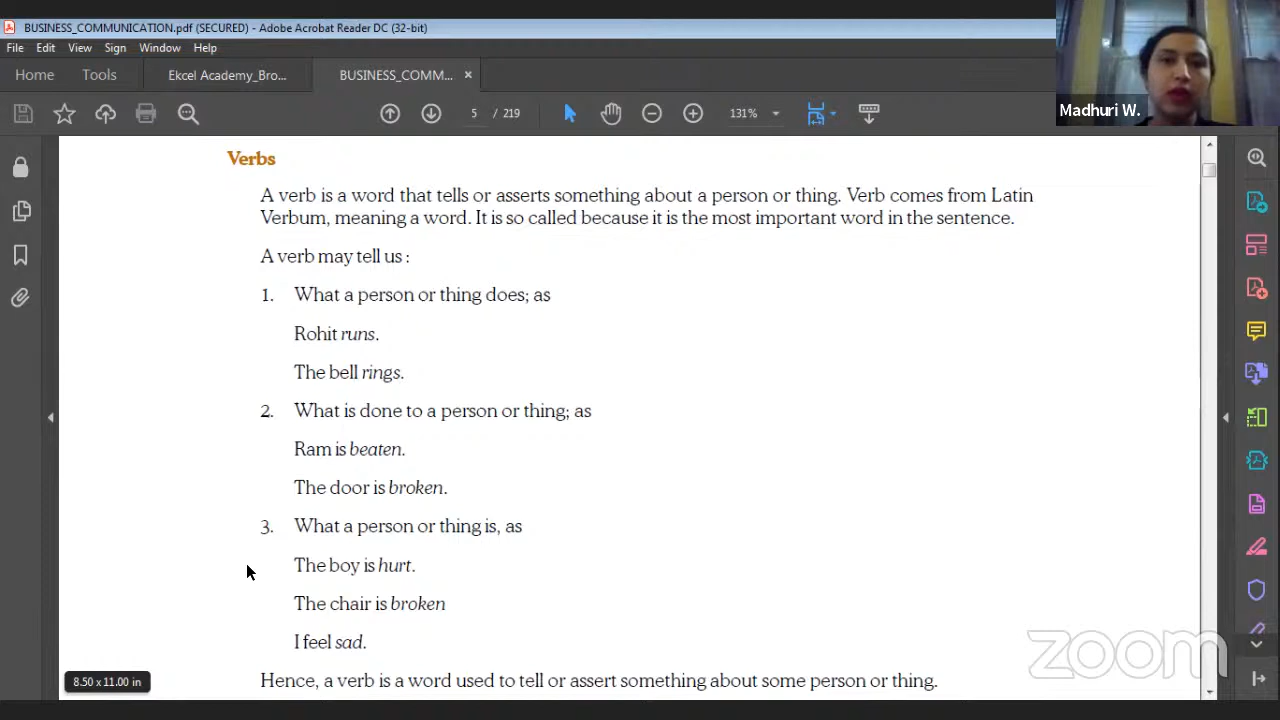 BUSINESS_COMMUNICATION.pdf (SECURED) - Adobe Acrobat Reader DC (32-bit)
File Edit View Sign Window Help
Home Tools Ekcel Academy_Bro... BUSINESS_COMM... ×
5 / 219 131%
Madhuri W.
Verbs
A verb is a word that tells or asserts something about a person or thing. Verb comes from Latin
Verbum, meaning a word. It is so called because it is the most important word in the sentence.
A verb may tell us :
1. What a person or thing does; as
Rohit runs.
The bell rings.
2. What is done to a person or thing; as
Ram is beaten.
The door is broken.
3. What a person or thing is, as
The boy is hurt.
The chair is broken
I feel sad.
zoom
8.50 x 11.00 in
Hence, a verb is a word used to tell or assert something about some person or thing.